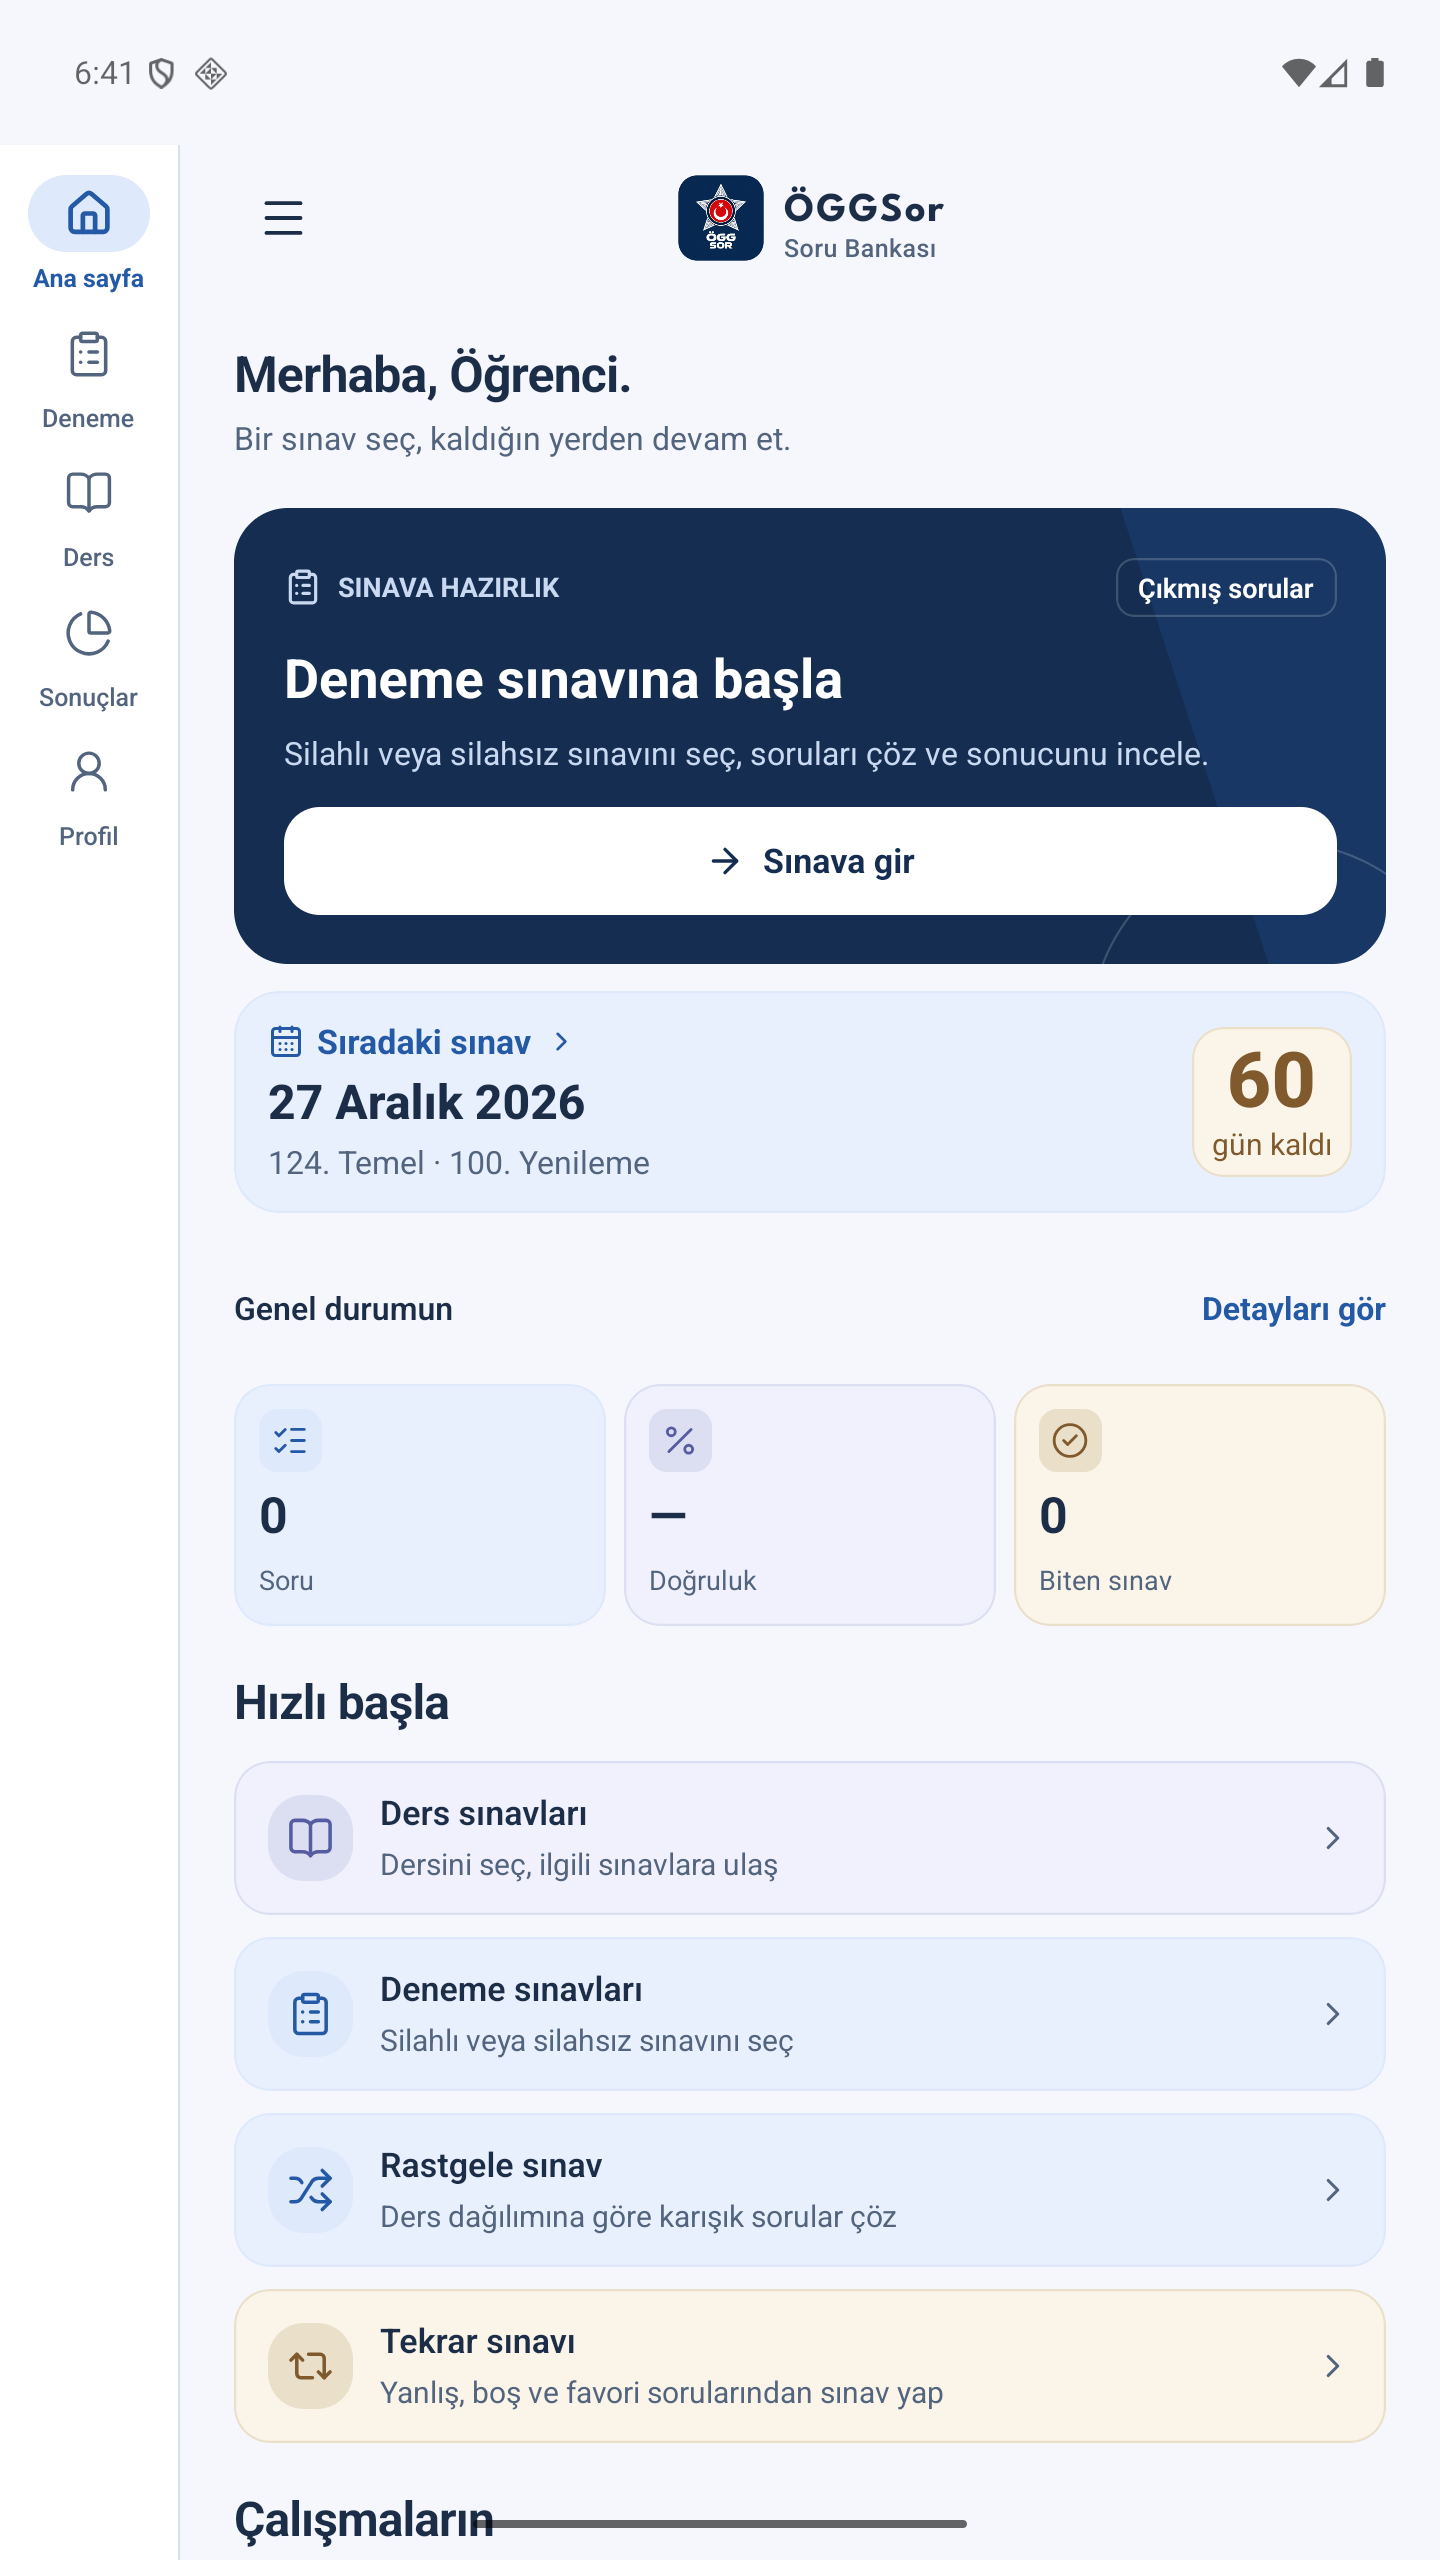 6:41
Ana sayfa
Deneme
Ders
Sonuçlar
Profil
ÖGG
SOR
ÖGGSor
Soru Bankası
Merhaba, Öğrenci.
Bir sınav seç, kaldığın yerden devam et.
SINAVA HAZIRLIK
Çıkmış sorular
Deneme sınavına başla
Silahlı veya silahsız sınavını seç, soruları çöz ve sonucunu incele.
Sınava gir
Sıradaki sınav
27 Aralık 2026
124. Temel · 100. Yenileme
60
gün kaldı
Genel durumun
Detayları gör
0
Soru
—
Doğruluk
0
Biten sınav
Hızlı başla
Ders sınavları
Dersini seç, ilgili sınavlara ulaş
Deneme sınavları
Silahlı veya silahsız sınavını seç
Rastgele sınav
Ders dağılımına göre karışık sorular çöz
Tekrar sınavı
Yanlış, boş ve favori sorularından sınav yap
Çalışmaların